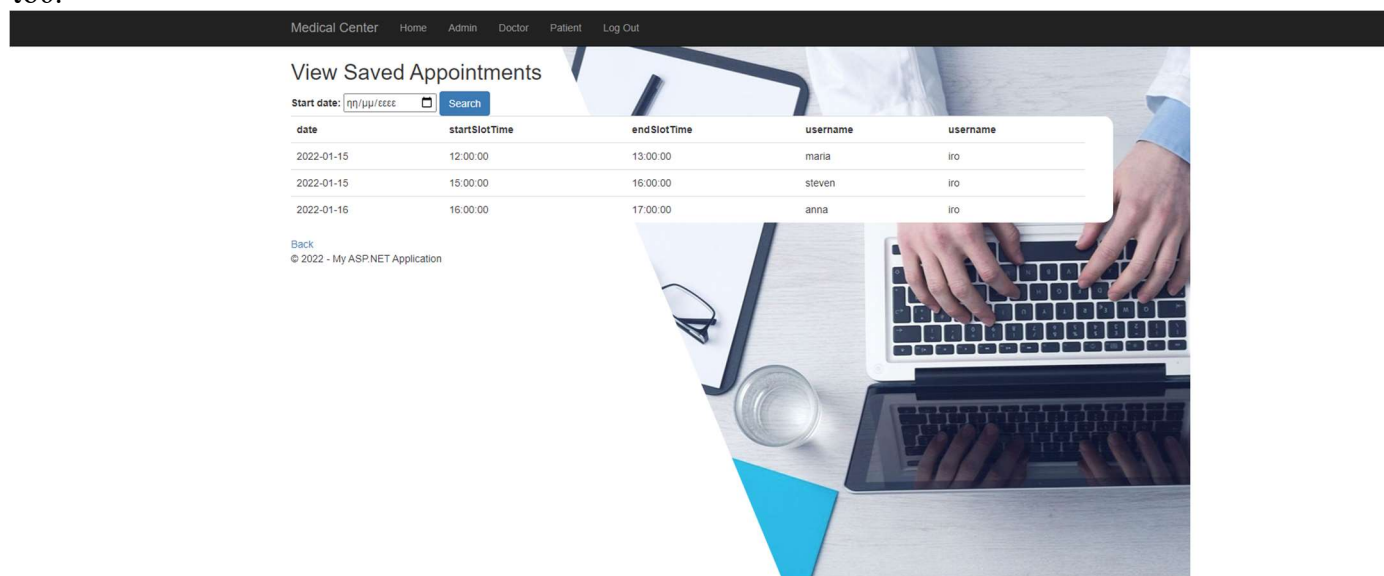 too.
Medical Center Home Admin Doctor Patient Log Out
View Saved Appointments
Start date: ηη/μμ/εεεε Search
date startSlotTime endSlotTime username username
2022-01-15 12:00:00 13:00:00 maria iro
2022-01-15 15:00:00 16:00:00 steven iro
2022-01-16 16:00:00 17:00:00 anna iro
Back
© 2022 - My ASP.NET Application